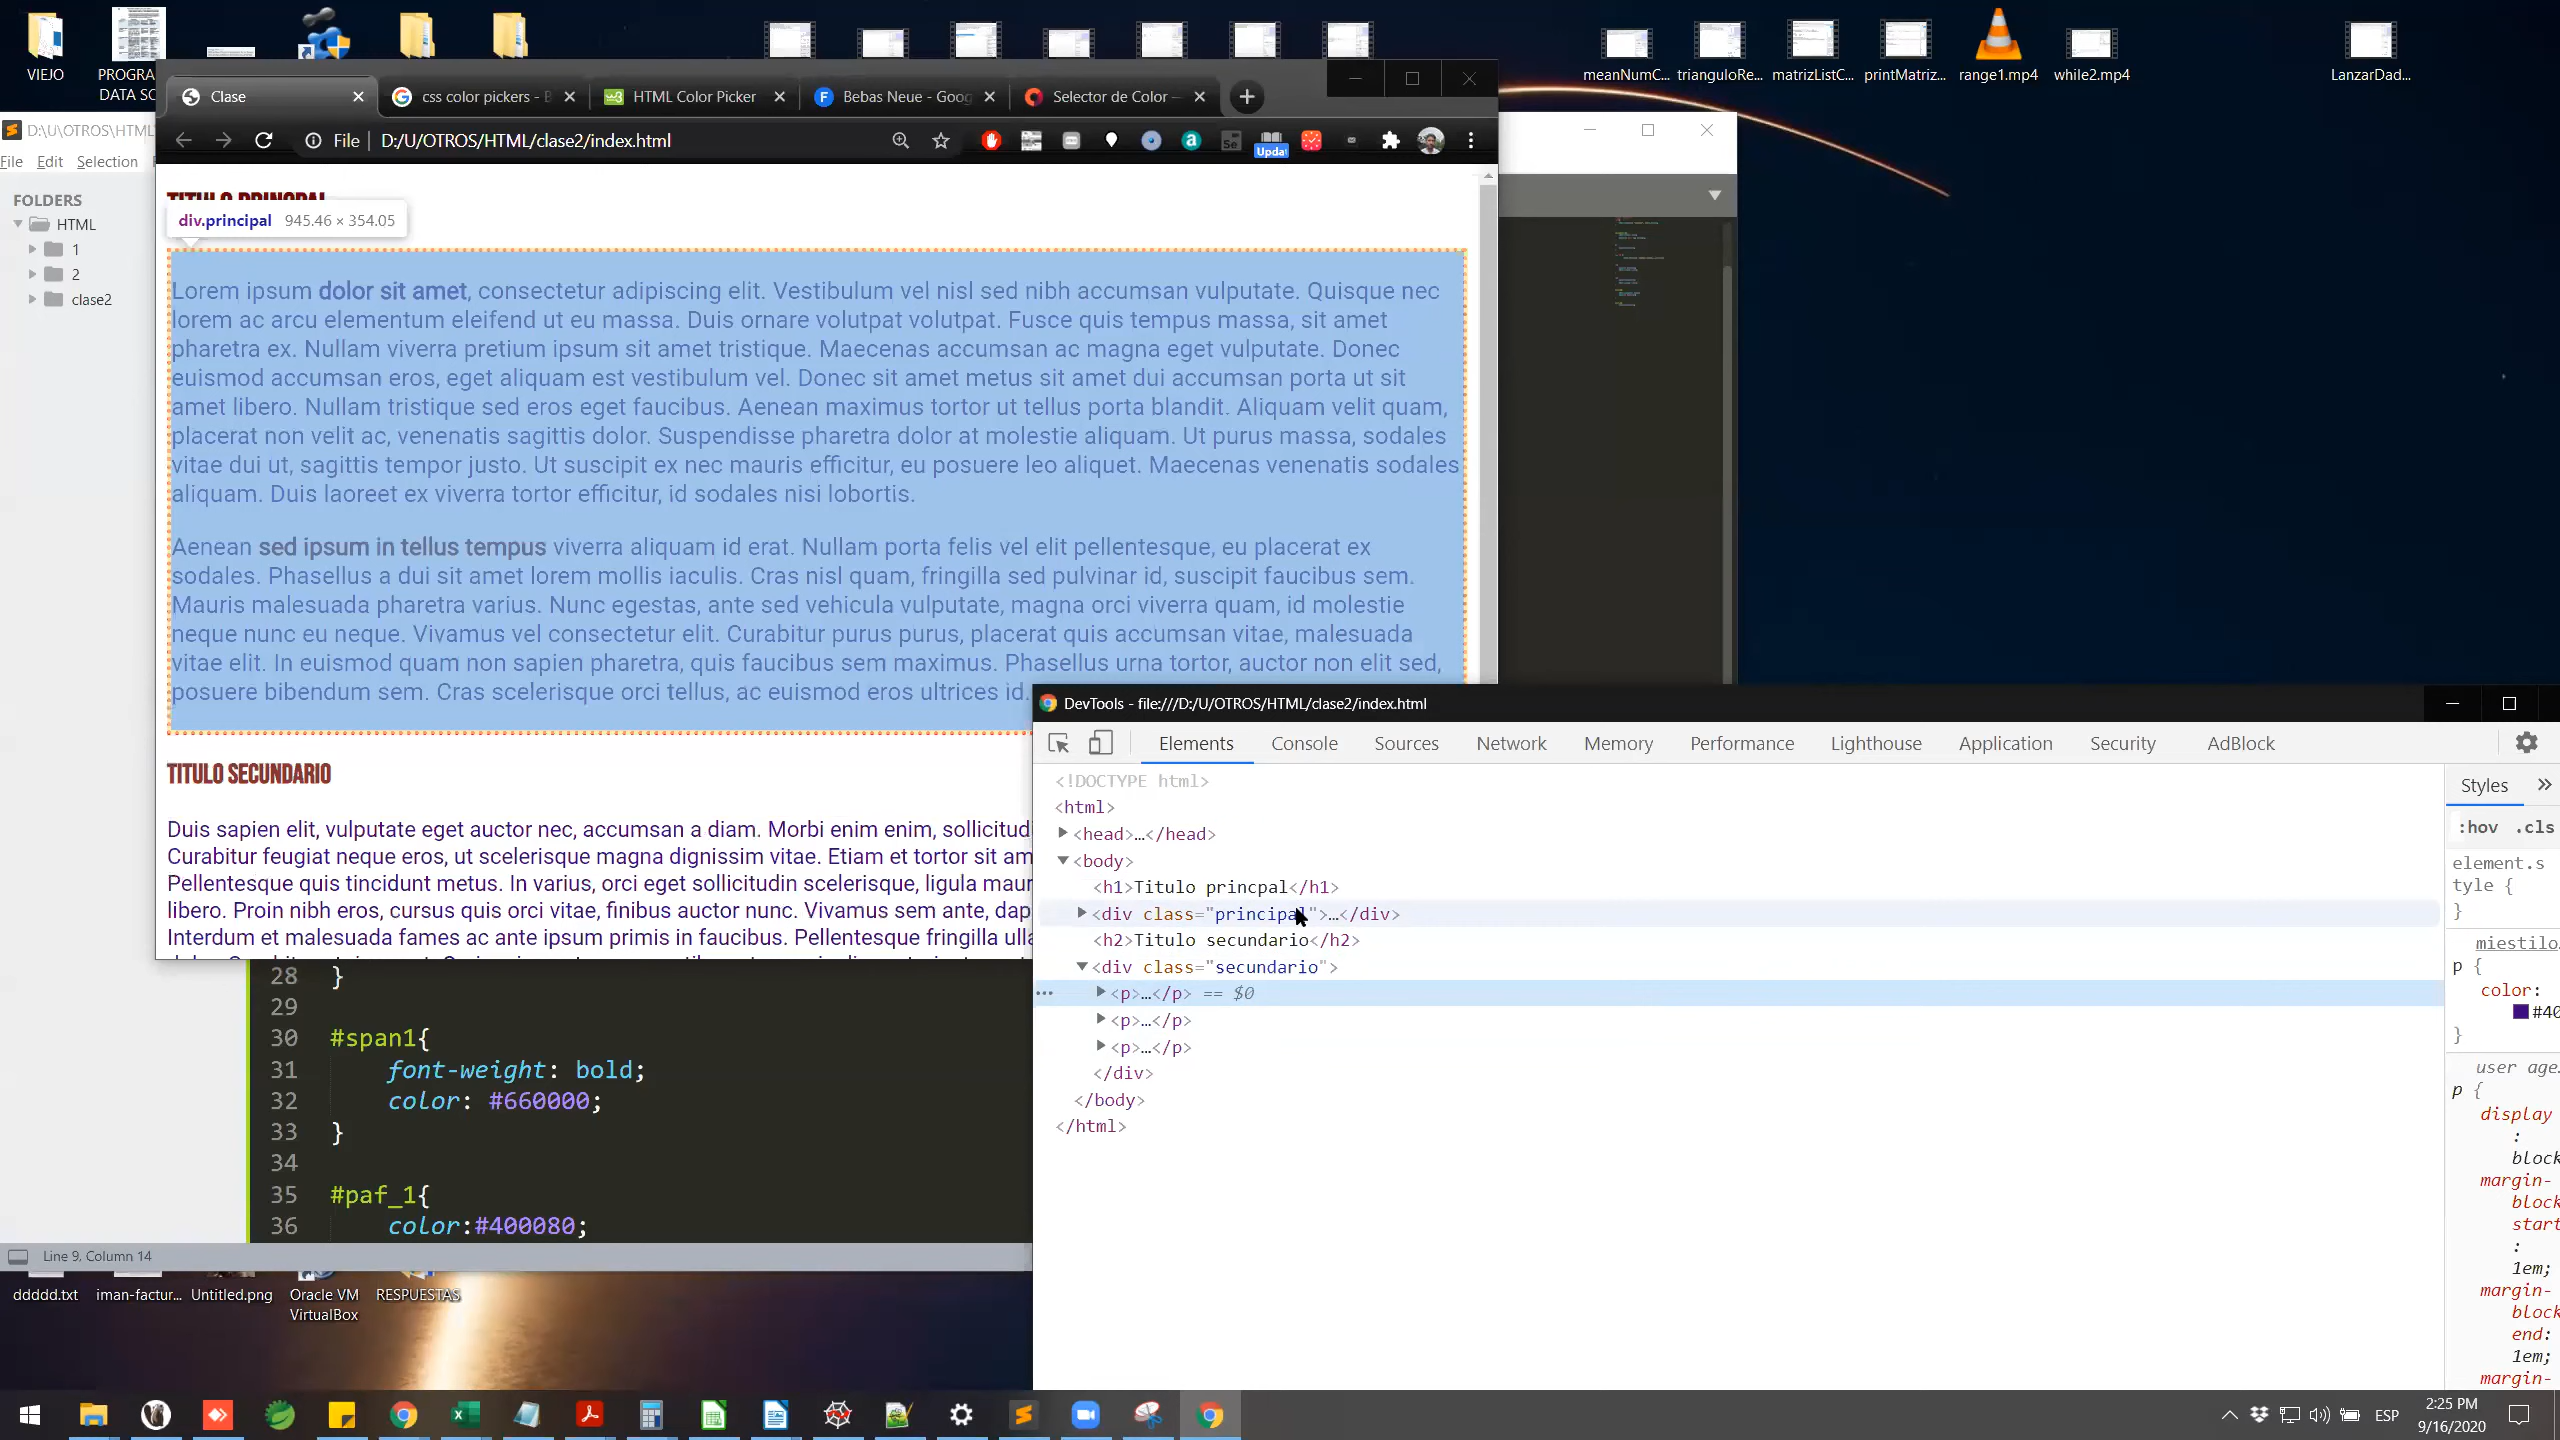 VIEJO
PROGRA
DATA SC
meanNumC...
trianguloRe...
matrizListC...
printMatriz...
range1.mp4
while2.mp4
LanzarDad...
Clase
css color pickers - B
HTML Color Picker
Bebas Neue - Goog
Selector de Color —
D:\U\OTROS\HTML
File
D:/U/OTROS/HTML/clase2/index.html
Upda
File Edit Selection
FOLDERS
HTML
1
2
clase2
TITULO PRINCPAL
div.principal 945.46 × 354.05
Lorem ipsum dolor sit amet, consectetur adipiscing elit. Vestibulum vel nisl sed nibh accumsan vulputate. Quisque nec
lorem ac arcu elementum eleifend ut eu massa. Duis ornare volutpat volutpat. Fusce quis tempus massa, sit amet
pharetra ex. Nullam viverra pretium ipsum sit amet tristique. Maecenas accumsan ac magna eget vulputate. Donec
euismod accumsan eros, eget aliquam est vestibulum vel. Donec sit amet metus sit amet dui accumsan porta ut sit
amet libero. Nullam tristique sed eros eget faucibus. Aenean maximus tortor ut tellus porta blandit. Aliquam velit quam,
placerat non velit ac, venenatis sagittis dolor. Suspendisse pharetra dolor at molestie aliquam. Ut purus massa, sodales
vitae dui ut, sagittis tempor justo. Ut suscipit ex nec mauris efficitur, eu posuere leo aliquet. Maecenas venenatis sodales
aliquam. Duis laoreet ex viverra tortor efficitur, id sodales nisi lobortis.
Aenean sed ipsum in tellus tempus viverra aliquam id erat. Nullam porta felis vel elit pellentesque, eu placerat ex
sodales. Phasellus a dui sit amet lorem mollis iaculis. Cras nisl quam, fringilla sed pulvinar id, suscipit faucibus sem.
Mauris malesuada pharetra varius. Nunc egestas, ante sed vehicula vulputate, magna orci viverra quam, id molestie
neque nunc eu neque. Vivamus vel consectetur elit. Curabitur purus purus, placerat quis accumsan vitae, malesuada
vitae elit. In euismod quam non sapien pharetra, quis faucibus sem maximus. Phasellus urna tortor, auctor non elit sed,
posuere bibendum sem. Cras scelerisque orci tellus, ac euismod eros ultrices id.
TITULO SECUNDARIO
Duis sapien elit, vulputate eget auctor nec, accumsan a diam. Morbi enim enim, sollicitudi
Curabitur feugiat neque eros, ut scelerisque magna dignissim vitae. Etiam et tortor sit am
Pellentesque quis tincidunt metus. In varius, orci eget sollicitudin scelerisque, ligula maur
libero. Proin nibh eros, cursus quis orci vitae, finibus auctor nunc. Vivamus sem ante, dap
Interdum et malesuada fames ac ante ipsum primis in faucibus. Pellentesque fringilla ulla
28 }
29
30 #span1{
31 font-weight: bold;
32 color: #660000;
33 }
34
35 #paf_1{
36 color:#400080;
Line 9, Column 14
DevTools - file:///D:/U/OTROS/HTML/clase2/index.html
Elements Console Sources Network Memory Performance Lighthouse Application Security AdBlock
<!DOCTYPE html>
<html>
<head>…</head>
<body>
<h1>Titulo princpal</h1>
<div class="principal">…</div>
<h2>Titulo secundario</h2>
<div class="secundario">
<p>…</p> == $0
<p>…</p>
<p>…</p>
</div>
</body>
</html>
Styles »
:hov .cls
element.s
tyle {
}
miestilo.
p {
color:
#40
}
user age.
p {
display
:
block
margin-
block
start
:
1em;
margin-
block
end:
1em;
margin-
ddddd.txt
iman-factur...
Untitled.png
Oracle VM
VirtualBox
RESPUESTAS
ESP
2:25 PM
9/16/2020